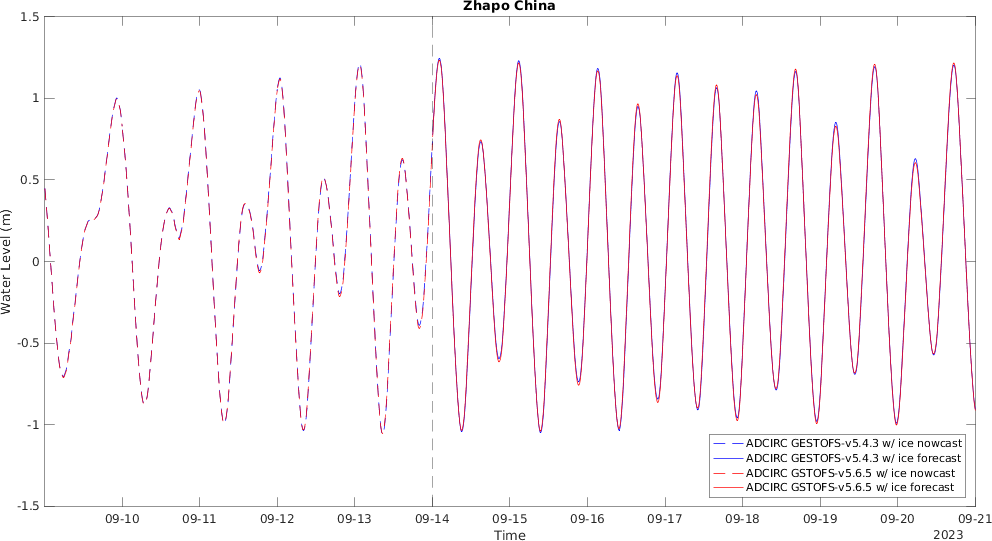 Zhapo China
1.5
1
0.5
0
-0.5
-1
-1.5
Water Level (m)
09-10 09-11 09-12 09-13 09-14 09-15 09-16 09-17 09-18 09-19 09-20 09-21
Time
2023
ADCIRC GESTOFS-v5.4.3 w/ ice nowcast
ADCIRC GESTOFS-v5.4.3 w/ ice forecast
ADCIRC GSTOFS-v5.6.5 w/ ice nowcast
ADCIRC GSTOFS-v5.6.5 w/ ice forecast